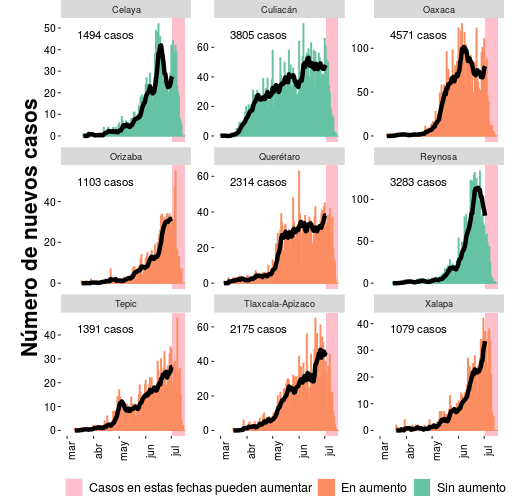 Número de nuevos casos
Celaya
1494 casos
50
40
30
20
10
0
Culiacán
3805 casos
60
40
20
0
Oaxaca
4571 casos
100
50
0
Orizaba
1103 casos
40
20
0
Querétaro
2314 casos
60
40
20
0
Reynosa
3283 casos
100
50
0
Tepic
1391 casos
40
30
20
10
0
Tlaxcala-Apizaco
2175 casos
60
40
20
0
Xalapa
1079 casos
40
30
20
10
0
mar abr may jun jul
mar abr may jun jul
mar abr may jun jul
Casos en estas fechas pueden aumentar En aumento Sin aumento